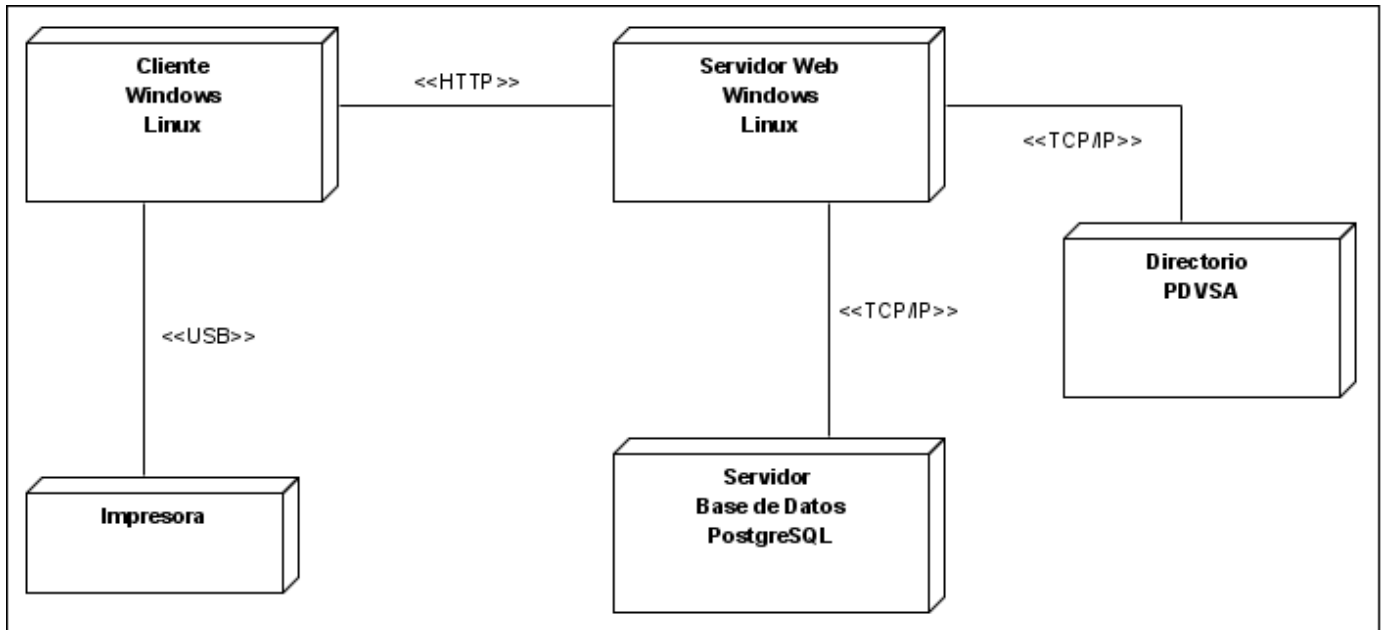 Cliente
Windows
Linux
<<HTTP>>
Servidor Web
Windows
Linux
<<TCP/IP>>
Directorio
PDVSA
<<TCP/IP>>
<<USB>>
Impresora
Servidor
Base de Datos
PostgreSQL